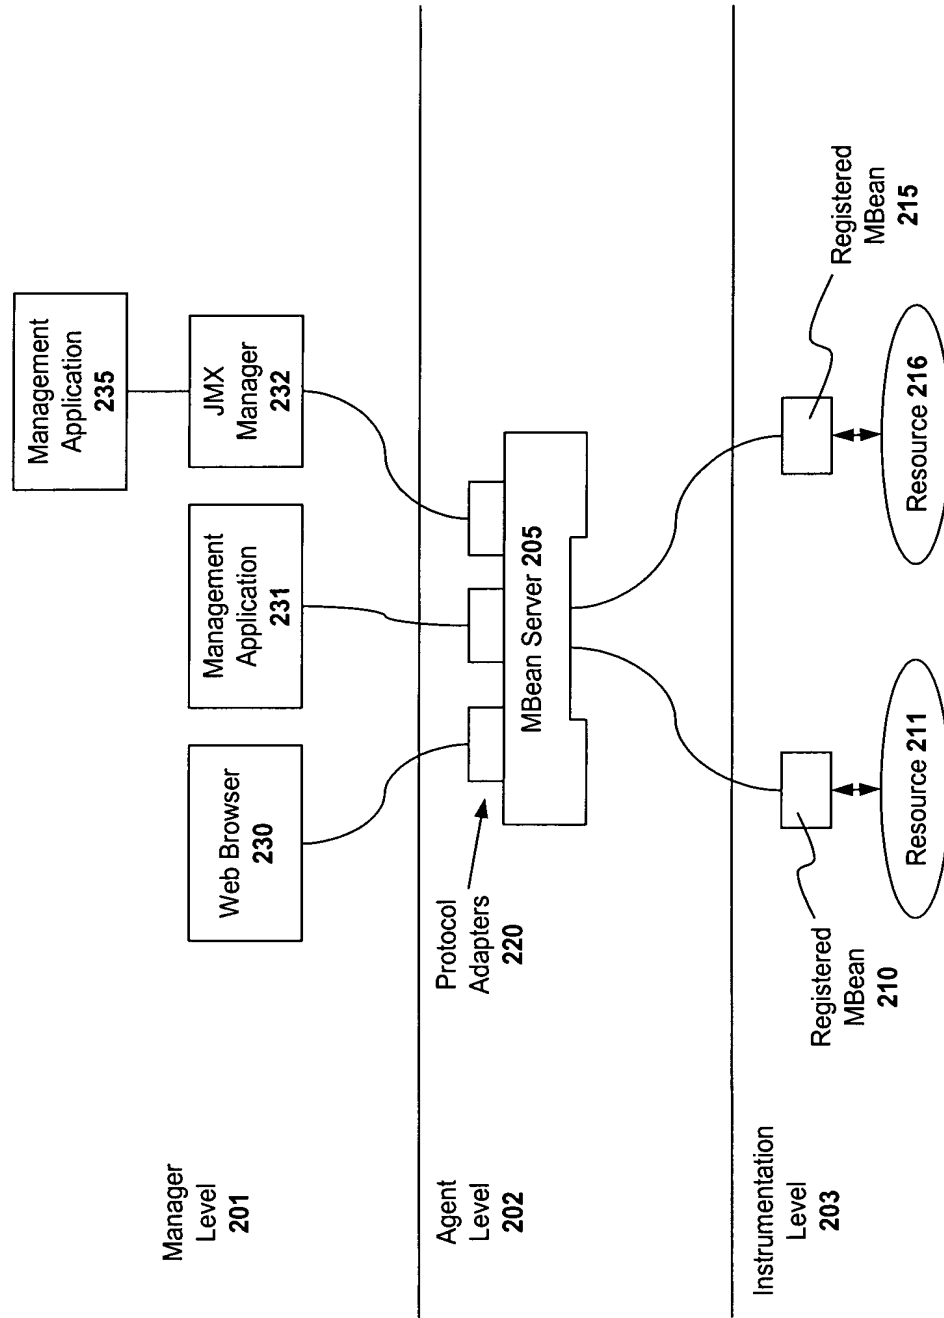 Management
Application
235
Web Browser
230
Management
Application
231
JMX
Manager
232
Manager
Level
201
Protocol
Adapters
220
MBean Server 205
Agent
Level
202
Registered
MBean
210
Registered
MBean
215
Resource 211
Resource 216
Instrumentation
Level
203